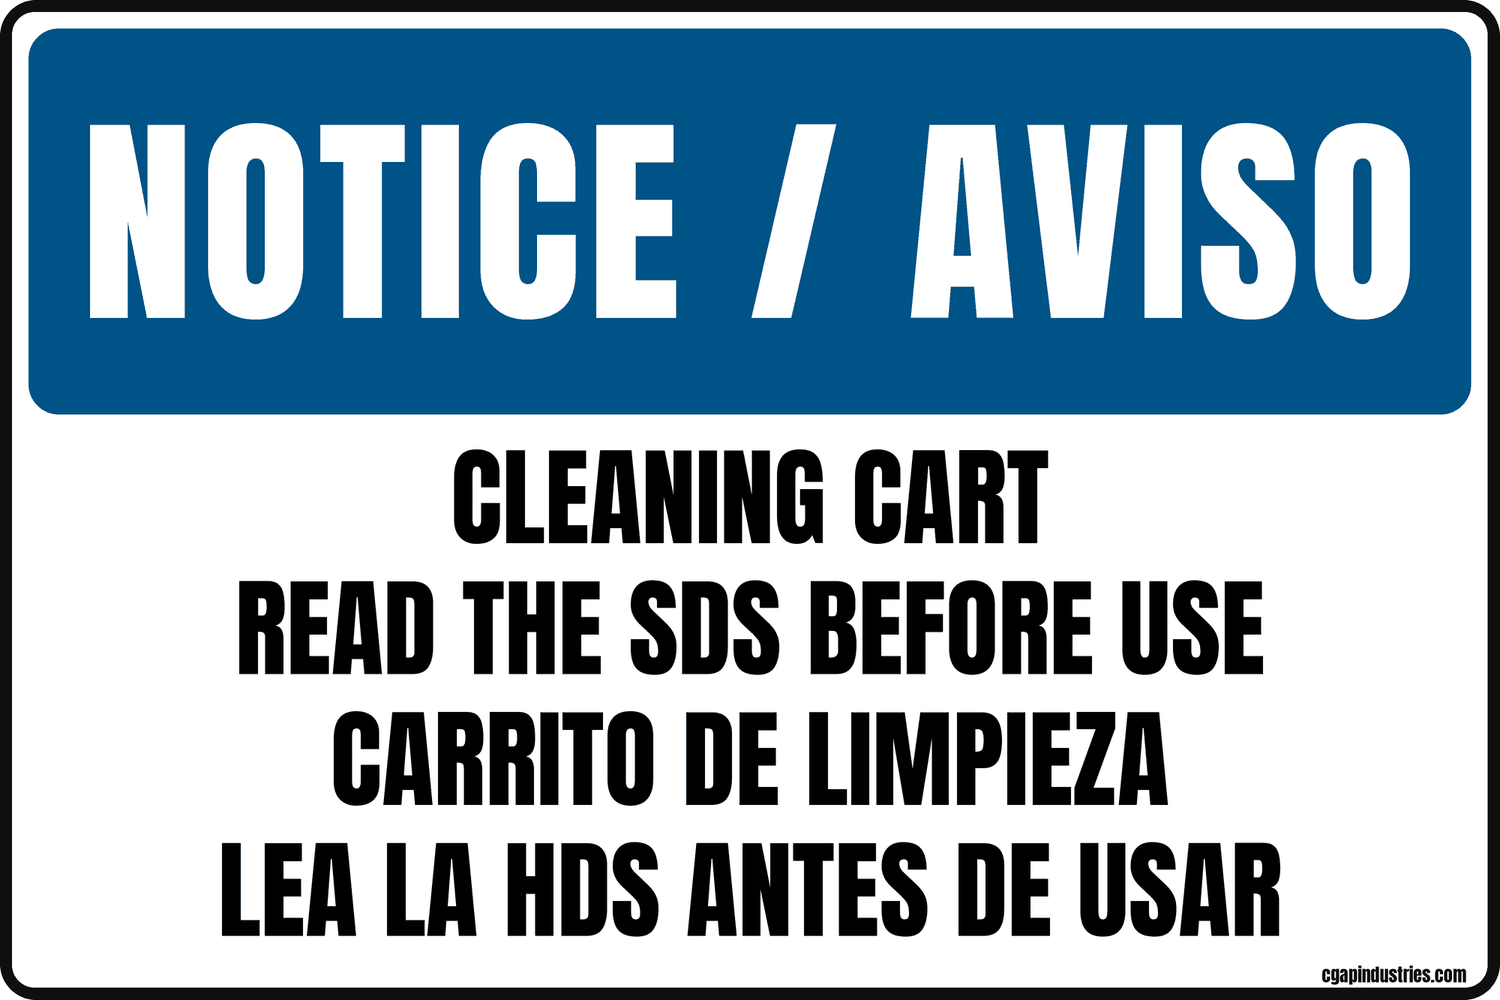 NOTICE / AVISO
CLEANING CART
READ THE SDS BEFORE USE
CARRITO DE LIMPIEZA
LEA LA HDS ANTES DE USAR
cgapindustries.com